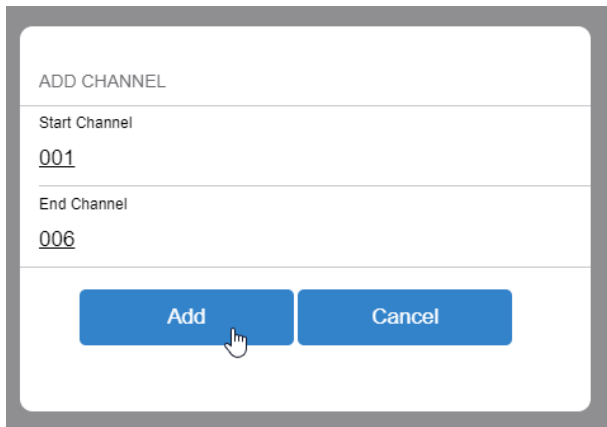 ADD CHANNEL
Start Channel
001
End Channel
006
Add Cancel